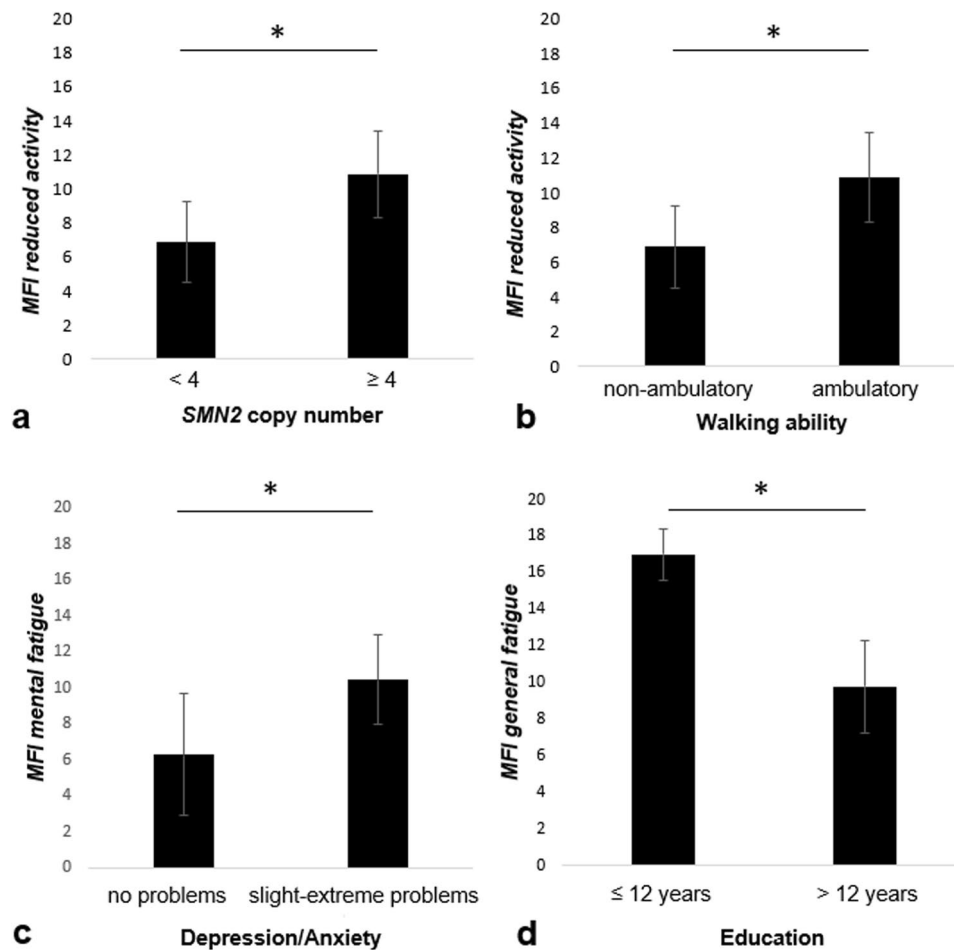 20
18
16
14
12
10
8
6
4
2
0
MFI reduced activity
*
< 4
≥ 4
SMN2 copy number
a
20
18
16
14
12
10
8
6
4
2
0
MFI reduced activity
*
non-ambulatory
ambulatory
Walking ability
b
20
18
16
14
12
10
8
6
4
2
0
MFI mental fatigue
*
no problems
slight-extreme problems
Depression/Anxiety
c
20
18
16
14
12
10
8
6
4
2
0
MFI general fatigue
*
≤ 12 years
> 12 years
Education
d